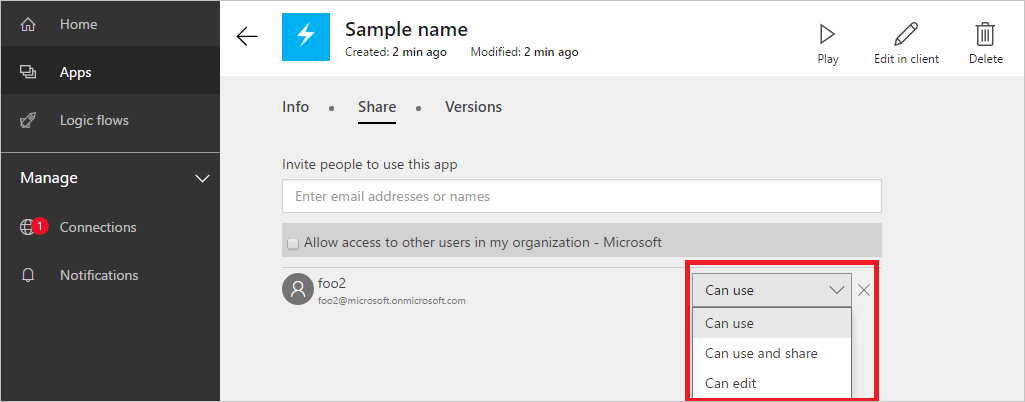 Home
Apps
Logic flows
Manage
1
Connections
Notifications
Sample name
Created: 2 min ago Modified: 2 min ago
Play
Edit in client
Delete
Info • Share • Versions
Invite people to use this app
Enter email addresses or names
Allow access to other users in my organization - Microsoft
foo2
foo2@microsoft.onmicrosoft.com
Can use
Can use
Can use and share
Can edit